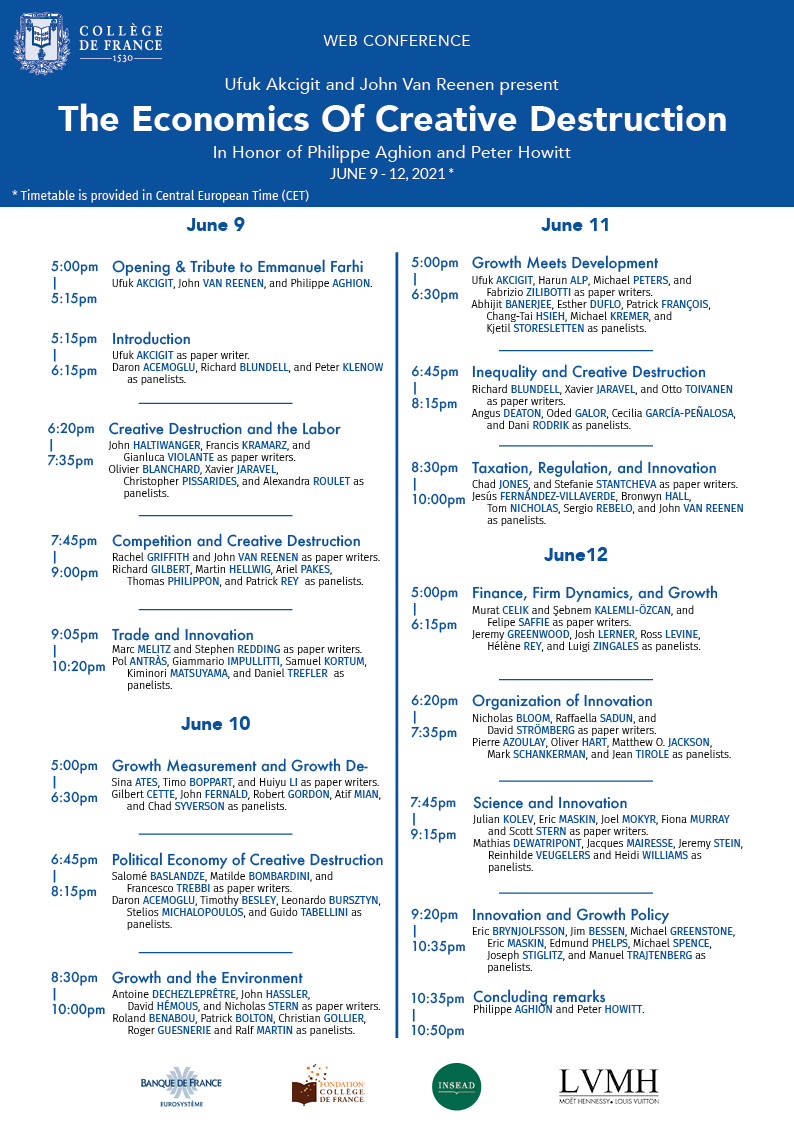 COLLÈGE
DE FRANCE
1530
WEB CONFERENCE
Ufuk Akcigit and John Van Reenen present
The Economics Of Creative Destruction
In Honor of Philippe Aghion and Peter Howitt
JUNE 9 - 12, 2021 *
* Timetable is provided in Central European Time (CET)
June 9
5:00pm
|
5:15pm
Opening & Tribute to Emmanuel Farhi
Ufuk AKCIGIT, John VAN REENEN, and Philippe AGHION.
5:15pm
|
6:15pm
Introduction
Ufuk AKCIGIT as paper writer.
Daron ACEMOGLU, Richard BLUNDELL, and Peter KLENOW
as panelists.
6:20pm
|
7:35pm
Creative Destruction and the Labor
John HALTIWANGER, Francis KRAMARZ, and
Gianluca VIOLANTE as paper writers.
Olivier BLANCHARD, Xavier JARAVEL,
Christopher PISSARIDES, and Alexandra ROULET as
panelists.
7:45pm
|
9:00pm
Competition and Creative Destruction
Rachel GRIFFITH and John VAN REENEN as paper writers.
Richard GILBERT, Martin HELLWIG, Ariel PAKES,
Thomas PHILIPPON, and Patrick REY as panelists.
9:05pm
|
10:20pm
Trade and Innovation
Marc MELITZ and Stephen REDDING as paper writers.
Pol ANTRÀS, Giammario IMPULLITTI, Samuel KORTUM,
Kiminori MATSUYAMA, and Daniel TREFLER as
panelists.
June 10
5:00pm
|
6:30pm
Growth Measurement and Growth De-
Sina ATES, Timo BOPPART, and Huiyu LI as paper writers.
Gilbert CETTE, John FERNALD, Robert GORDON, Atif MIAN,
and Chad SYVERSON as panelists.
6:45pm
|
8:15pm
Political Economy of Creative Destruction
Salomé BASLANDZE, Matilde BOMBARDINI, and
Francesco TREBBI as paper writers.
Daron ACEMOGLU, Timothy BESLEY, Leonardo BURSZTYN,
Stelios MICHALOPOULOS, and Guido TABELLINI as
panelists.
8:30pm
|
10:00pm
Growth and the Environment
Antoine DECHEZLEPRÊTRE, John HASSLER,
David HÉMOUS, and Nicholas STERN as paper writers.
Roland BENABOU, Patrick BOLTON, Christian GOLLIER,
Roger GUESNERIE and Ralf MARTIN as panelists.
June 11
5:00pm
|
6:30pm
Growth Meets Development
Ufuk AKCIGIT, Harun ALP, Michael PETERS, and
Fabrizio ZILIBOTTI as paper writers.
Abhijit BANERJEE, Esther DUFLO, Patrick FRANÇOIS,
Chang-Tai HSIEH, Michael KREMER, and
Kjetil STORESLETTEN as panelists.
6:45pm
|
8:15pm
Inequality and Creative Destruction
Richard BLUNDELL, Xavier JARAVEL, and Otto TOIVANEN
as paper writers.
Angus DEATON, Oded GALOR, Cecilia GARCÍA-PEÑALOSA,
and Dani RODRIK as panelists.
8:30pm
|
10:00pm
Taxation, Regulation, and Innovation
Chad JONES, and Stefanie STANTCHEVA as paper writers.
Jesús FERNÁNDEZ-VILLAVERDE, Bronwyn HALL,
Tom NICHOLAS, Sergio REBELO, and John VAN REENEN
as panelists.
June12
5:00pm
|
6:15pm
Finance, Firm Dynamics, and Growth
Murat CELIK and Şebnem KALEMLI-ÖZCAN, and
Felipe SAFFIE as paper writers.
Jeremy GREENWOOD, Josh LERNER, Ross LEVINE,
Hélène REY, and Luigi ZINGALES as panelists.
6:20pm
|
7:35pm
Organization of Innovation
Nicholas BLOOM, Raffaella SADUN, and
David STRÖMBERG as paper writers.
Pierre AZOULAY, Oliver HART, Matthew O. JACKSON,
Mark SCHANKERMAN, and Jean TIROLE as panelists.
7:45pm
|
9:15pm
Science and Innovation
Julian KOLEV, Eric MASKIN, Joel MOKYR, Fiona MURRAY
and Scott STERN as paper writers.
Mathias DEWATRIPONT, Jacques MAIRESSE, Jeremy STEIN,
Reinhilde VEUGELERS and Heidi WILLIAMS as
panelists.
9:20pm
|
10:35pm
Innovation and Growth Policy
Eric BRYNJOLFSSON, Jim BESSEN, Michael GREENSTONE,
Eric MASKIN, Edmund PHELPS, Michael SPENCE,
Joseph STIGLITZ, and Manuel TRAJTENBERG as
panelists.
10:35pm
|
10:50pm
Concluding remarks
Philippe AGHION and Peter HOWITT.
BANQUE DE FRANCE
EUROSYSTÈME
FONDATION
COLLÈGE
DE FRANCE
INSEAD
LVMH
MOËT HENNESSY • LOUIS VUITTON